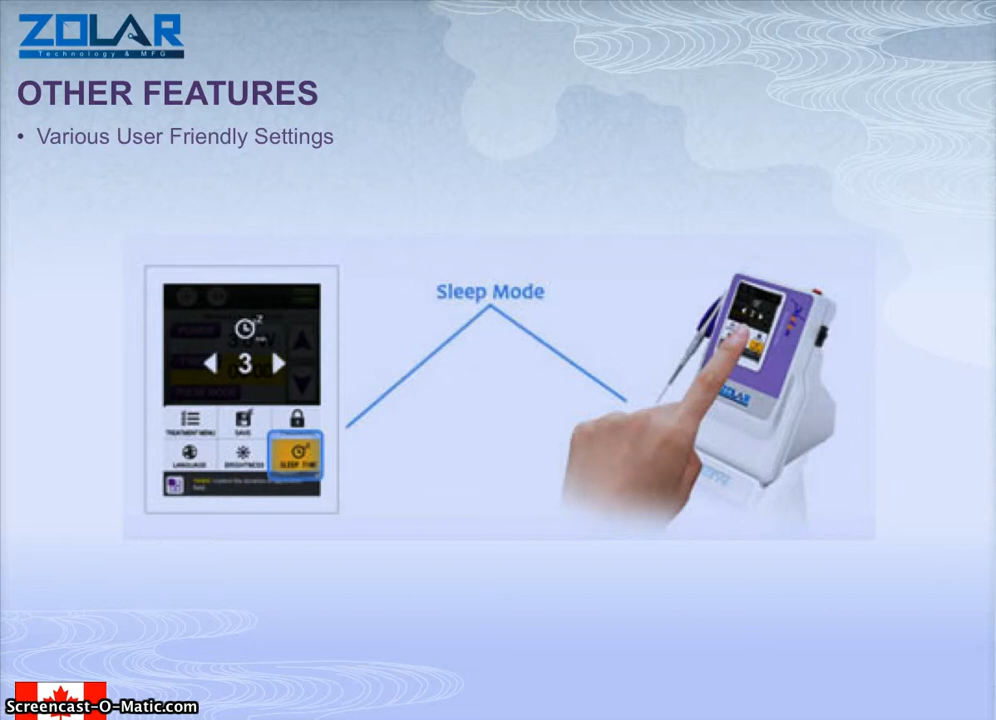 ZOLAR
Technology & MFG
OTHER FEATURES
• Various User Friendly Settings
Sleep Mode
3
TREATMENT MENU
SAVE
LANGUAGE
BRIGHTNESS
SLEEP TIME
ZOLAR
Screencast-O-Matic.com